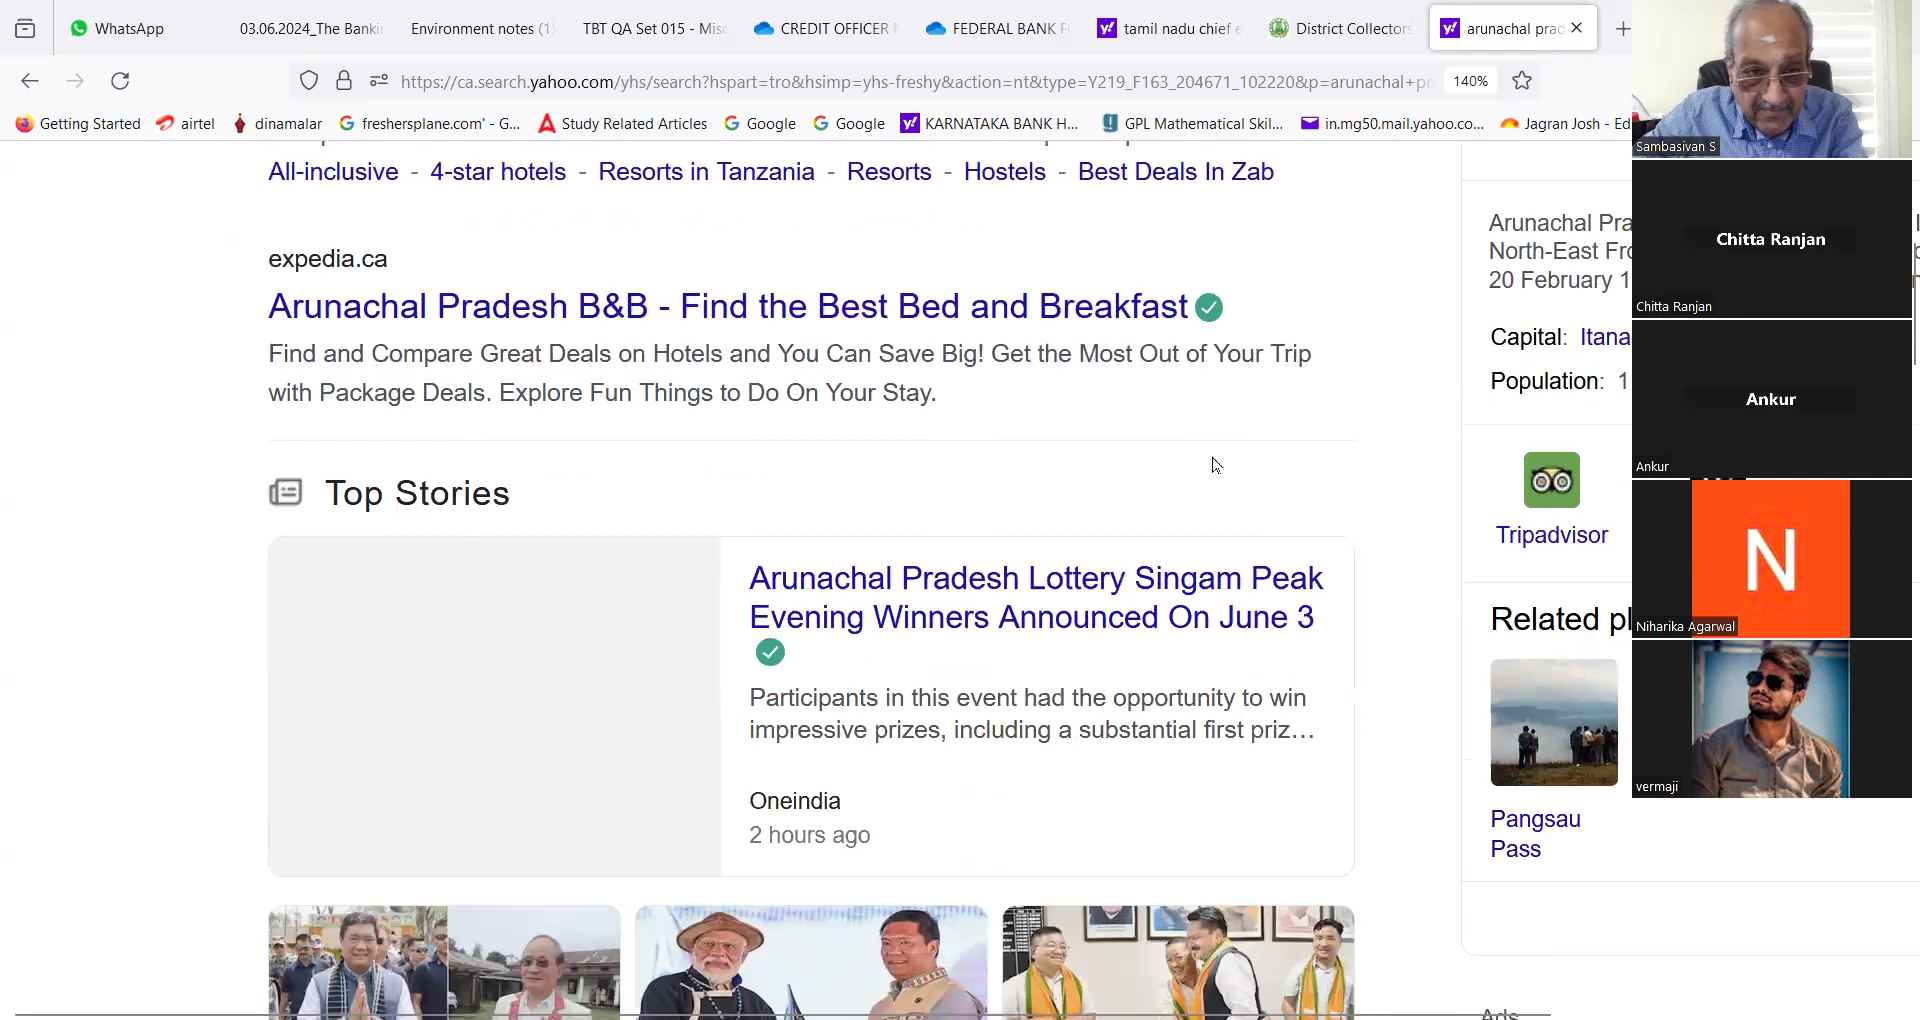 WhatsApp
03.06.2024_The Bankin
Environment notes (1)
TBT QA Set 015 - Misc
CREDIT OFFICER
FEDERAL BANK F
tamil nadu chief e
District Collectors
arunachal prad
https://ca.search.yahoo.com/yhs/search?hspart=tro&hsimp=yhs-freshy&action=nt&type=Y219_F163_204671_102220&p=arunachal+pr
140%
Getting Started
airtel
dinamalar
freshersplane.com' - G...
Study Related Articles
Google
Google
KARNATAKA BANK H...
GPL Mathematical Skil...
in.mg50.mail.yahoo.co...
Jagran Josh - Ed
All-inclusive - 4-star hotels - Resorts in Tanzania - Resorts - Hostels - Best Deals In Zab
expedia.ca
Arunachal Pradesh B&B - Find the Best Bed and Breakfast
Find and Compare Great Deals on Hotels and You Can Save Big! Get the Most Out of Your Trip
with Package Deals. Explore Fun Things to Do On Your Stay.
Top Stories
Arunachal Pradesh Lottery Singam Peak
Evening Winners Announced On June 3
Participants in this event had the opportunity to win
impressive prizes, including a substantial first priz...
Oneindia
2 hours ago
Arunachal Pra
North-East Fro
20 February 1
Capital: Itana
Population: 1
Tripadvisor
Related pl
Pangsau
Pass
Sambasivan S
Chitta Ranjan
Chitta Ranjan
Ankur
Ankur
N
Niharika Agarwal
vermaji